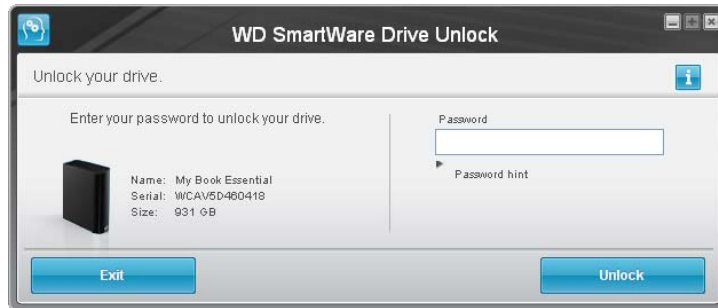 WD SmartWare Drive Unlock
Unlock your drive.
Enter your password to unlock your drive.
Name: My Book Essential
Serial: WCAV5D460418
Size: 931 GB
Password
Password hint
Exit
Unlock